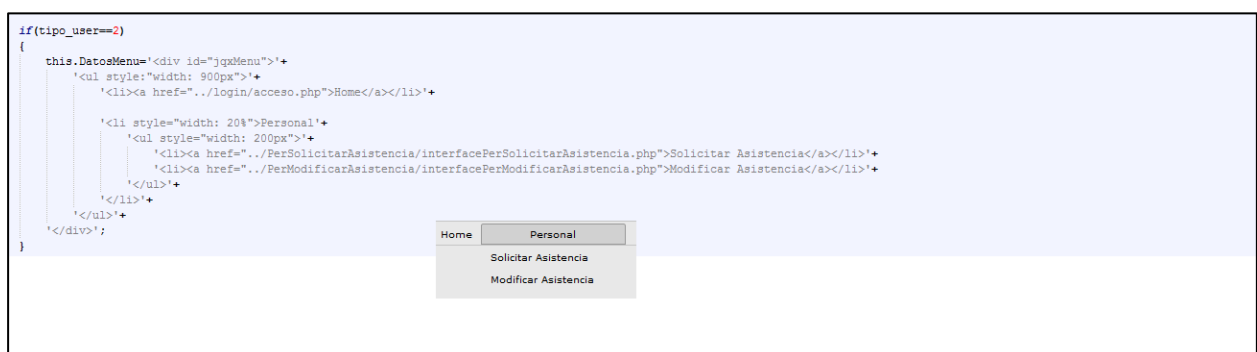 if(tipo_user==2)
{
this.DatosMenu='<div id="jqxMenu">'+
'<ul style:"width: 900px">'+
'<li><a href="../login/acceso.php">Home</a></li>'+
'<li style="width: 20%">Personal'+
'<ul style="width: 200px">'+
'<li><a href="../PerSolicitarAsistencia/interfacePerSolicitarAsistencia.php">Solicitar Asistencia</a></li>'+
'<li><a href="../PerModificarAsistencia/interfacePerModificarAsistencia.php">Modificar Asistencia</a></li>'+
'</ul>'+
'</li>'+
'</ul>'+
'</div>';
}
Home Personal
Solicitar Asistencia
Modificar Asistencia